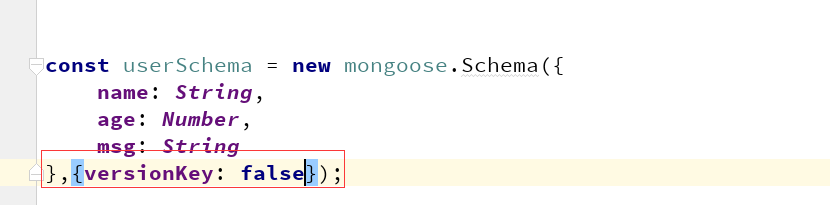 const userSchema = new mongoose.Schema({
    name: String,
    age: Number,
    msg: String
},{versionKey: false});